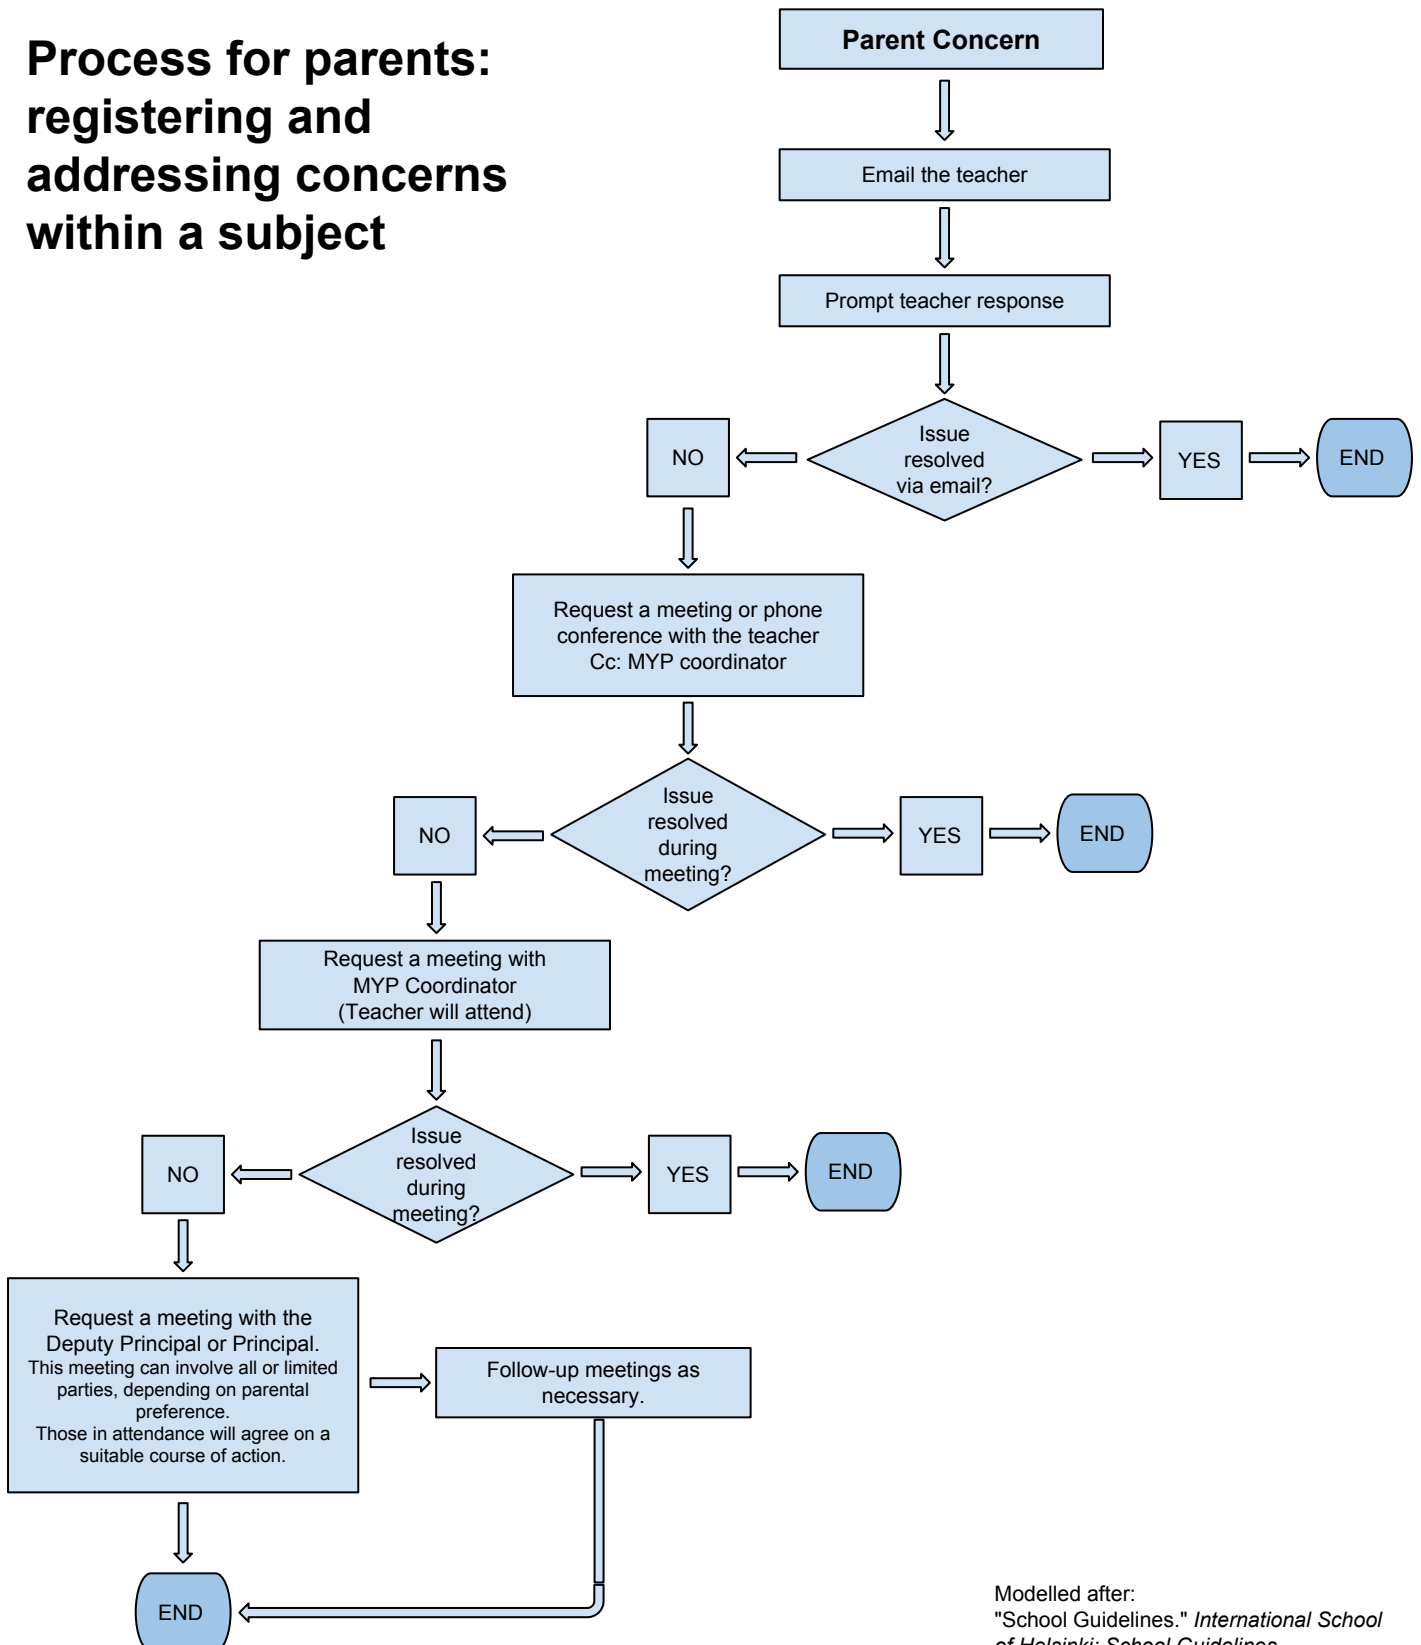 Process for parents:
registering and
addressing concerns
within a subject
Parent Concern
Email the teacher
Prompt teacher response
Issue
resolved
via email?
NO
YES
END
Request a meeting or phone
conference with the teacher
Cc: MYP coordinator
Issue
resolved
during
meeting?
NO
YES
END
Request a meeting with
MYP Coordinator
(Teacher will attend)
Issue
resolved
during
meeting?
NO
YES
END
Request a meeting with the
Deputy Principal or Principal.
This meeting can involve all or limited
parties, depending on parental
preference.
Those in attendance will agree on a
suitable course of action.
Follow-up meetings as
necessary.
END
Modelled after:
"School Guidelines." International School
of Helsinki: School Guidelines